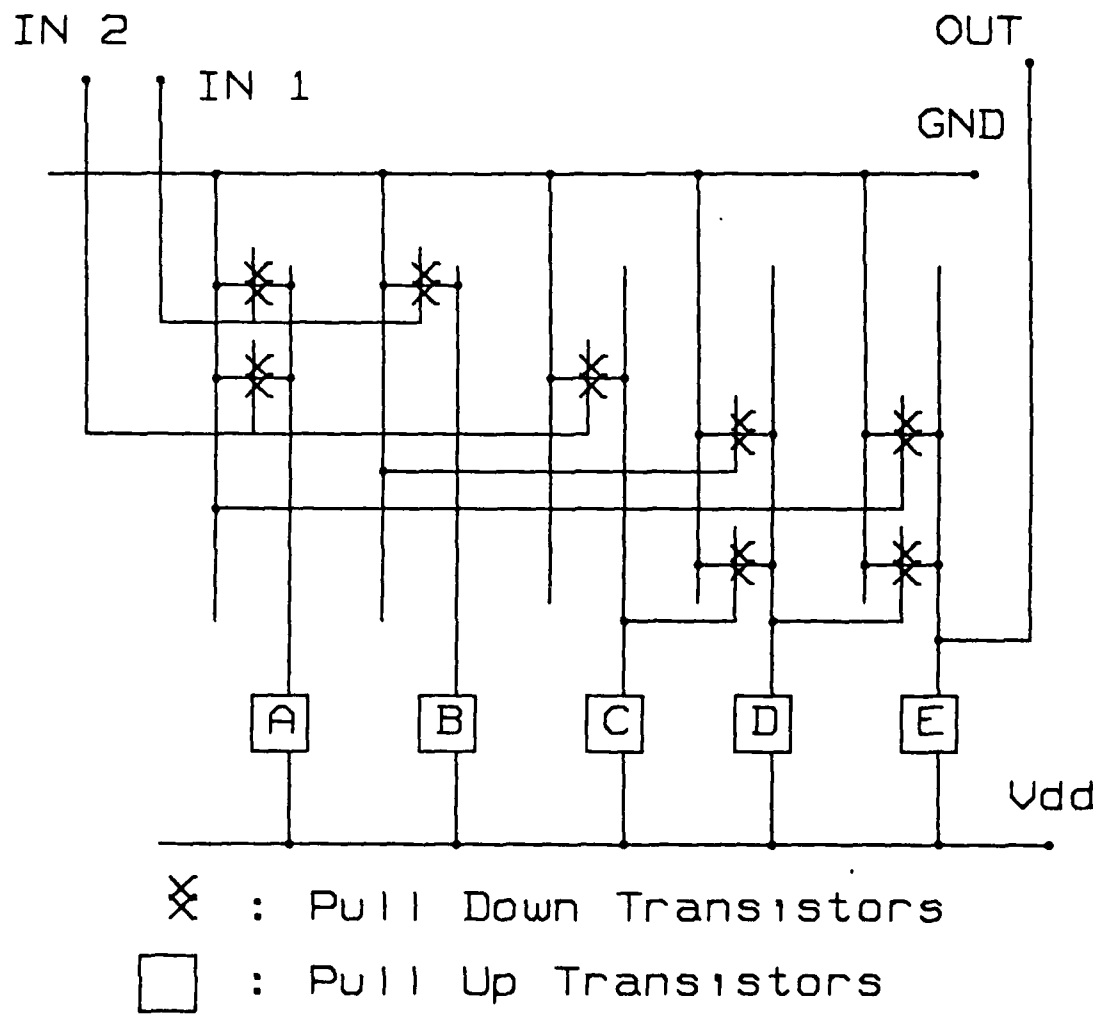 IN 2
IN 1
OUT
GND
A
B
C
D
E
Vdd
: Pull Down Transistors
: Pull Up Transistors